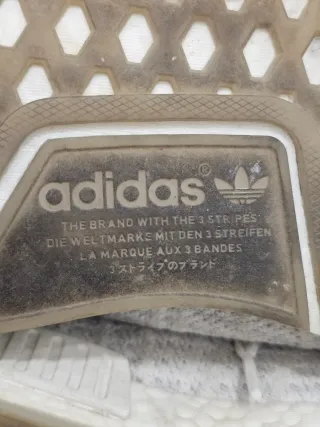 adidas®
THE BRAND WITH THE 3 STRIPES
DIE WELTMARKE MIT DEN 3 STREIFEN
LA MARQUE AUX 3 BANDES
3ストライプのブランド